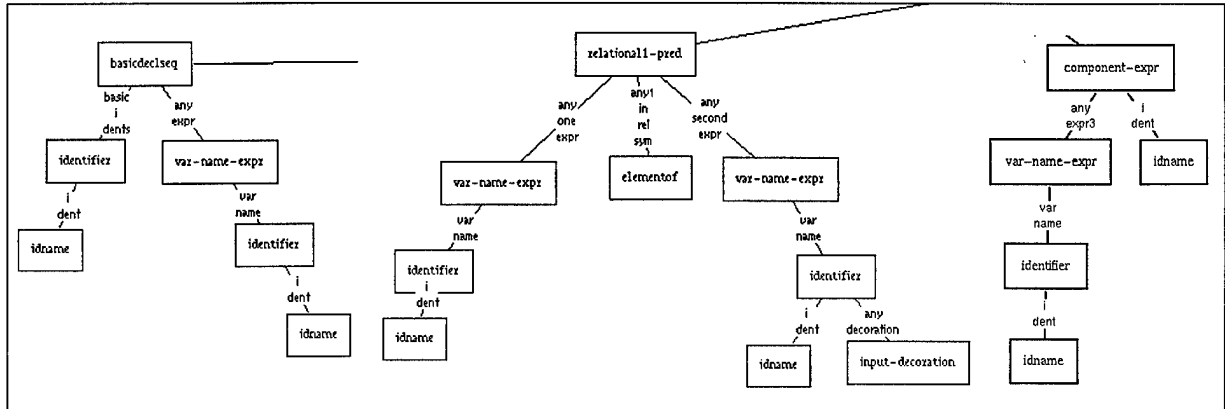 basicdeclseq
basic
i
dents
any
expr
identifier
var-name-expr
i
dent
var
name
idname
identifier
i
dent
idname
relational1-pred
any
one
expr
any1
in
rel
sym
any
second
expr
var-name-expr
elementof
var-name-expr
var
name
var
name
identifier
identifier
i
dent
i
dent
any
decoration
idname
idname
input-decoration
component-expr
any
expr3
i
dent
var-name-expr
idname
var
name
identifier
i
dent
idname